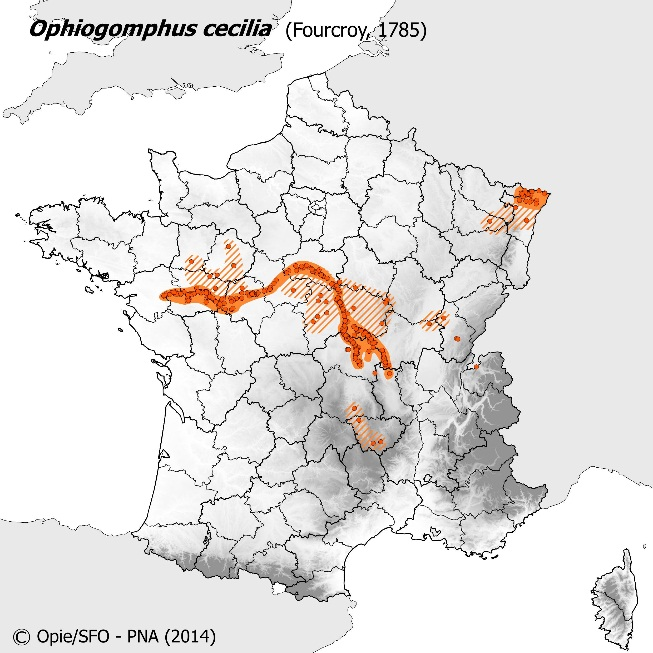 Ophiogomphus cecilia (Fourcroy, 1785)
© Opie/SFO - PNA (2014)